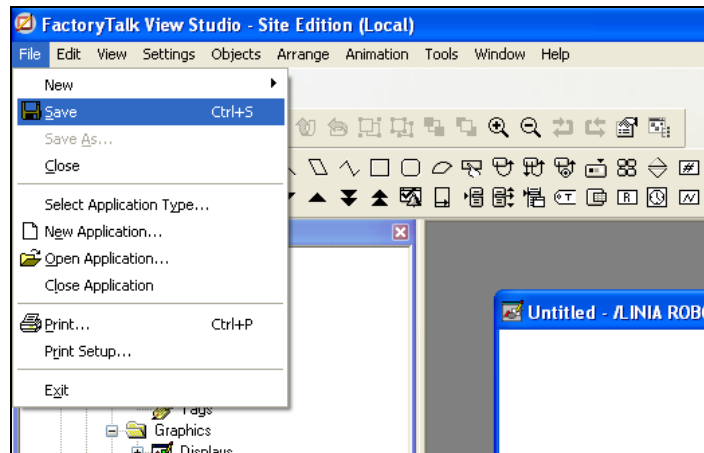 FactoryTalk View Studio - Site Edition (Local)
File Edit View Settings Objects Arrange Animation Tools Window Help
New
Save Ctrl+S
Save As...
Close
Select Application Type...
New Application...
Open Application...
Close Application
Print... Ctrl+P
Print Setup...
Exit
Untitled - /LINIA ROB
Tags
Graphics
Displays